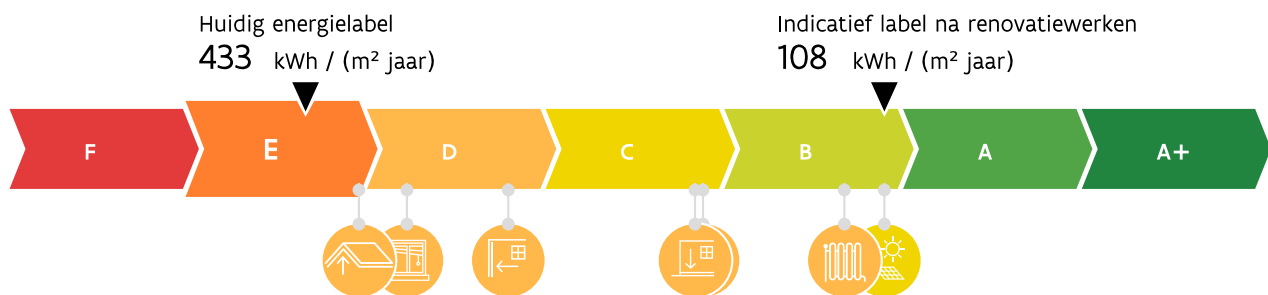 Huidig energielabel
433 kWh / (m² jaar)
Indicatief label na renovatiewerken
108 kWh / (m² jaar)
F E D C B A A+